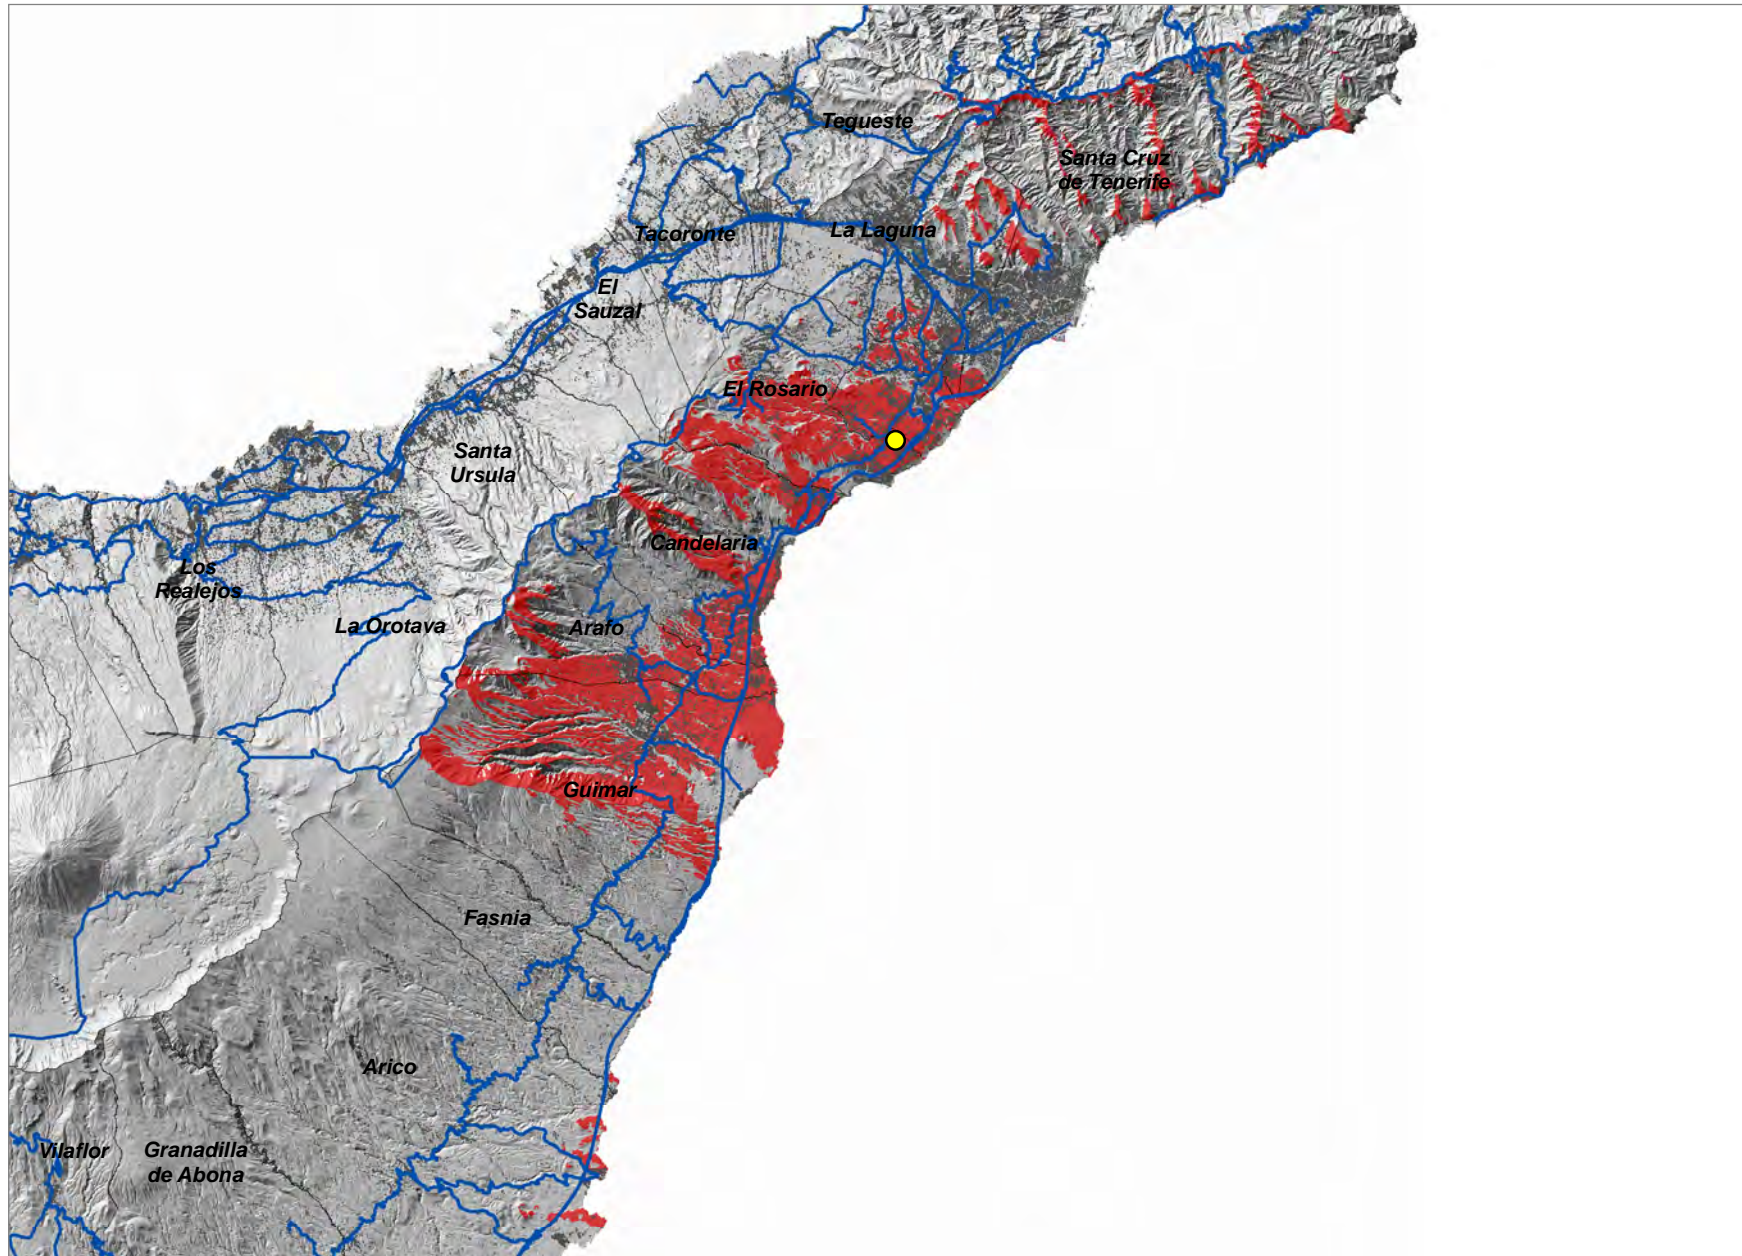 Tegueste
Santa Cruz
de Tenerife
La Laguna
Tacoronte
El
Sauzal
El Rosario
Santa
Ursula
Candelaria
Los
Realejos
La Orotava
Arafo
Guimar
Fasnia
Arico
Vilaflor
Granadilla
de Abona